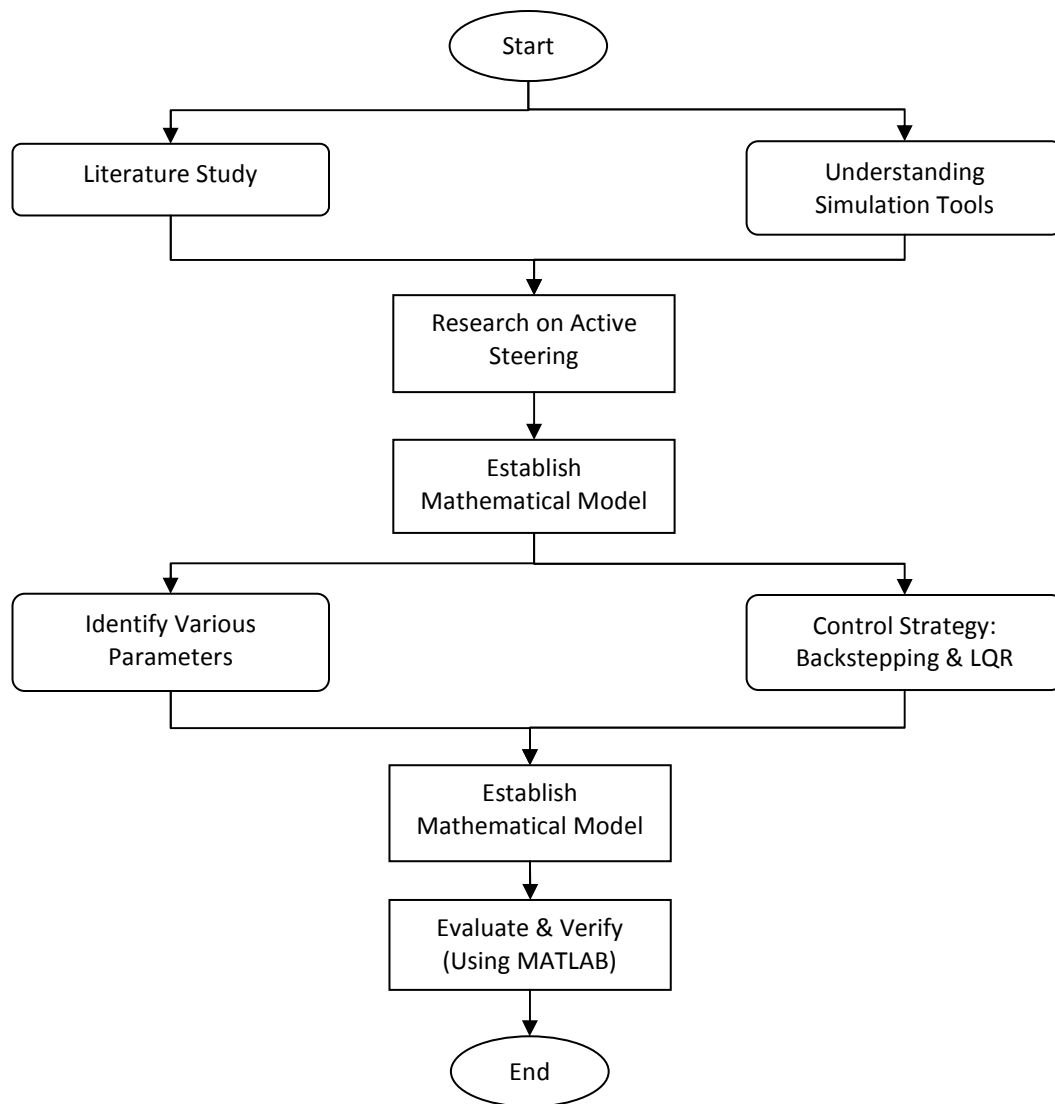 Start
Literature Study
Understanding
Simulation Tools
Research on Active
Steering
Establish
Mathematical Model
Identify Various
Parameters
Control Strategy:
Backstepping & LQR
Establish
Mathematical Model
Evaluate & Verify
(Using MATLAB)
End